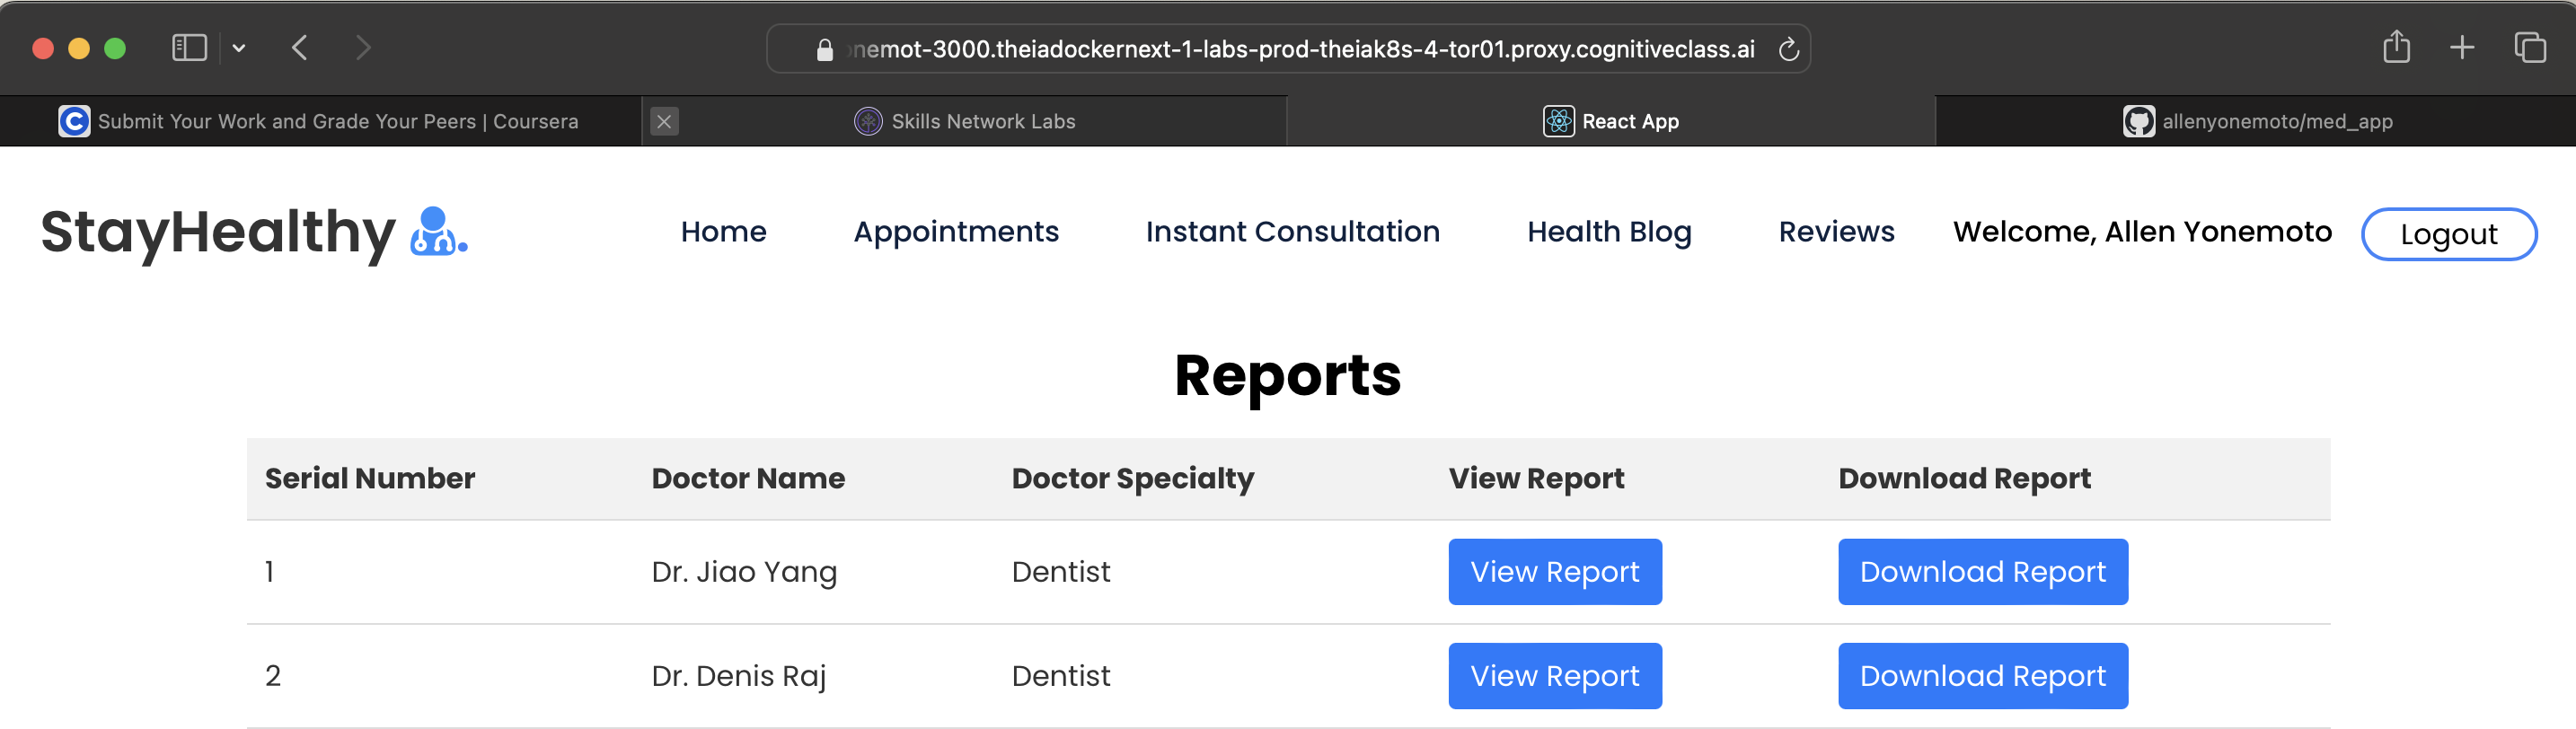 nemot-3000.theiadockernext-1-labs-prod-theiak8s-4-tor01.proxy.cognitiveclass.ai
Submit Your Work and Grade Your Peers | Coursera
Skills Network Labs
React App
allenyonemoto/med_app
StayHealthy
Home
Appointments
Instant Consultation
Health Blog
Reviews
Welcome, Allen Yonemoto
Logout
Reports
Serial Number Doctor Name Doctor Specialty View Report Download Report
1 Dr. Jiao Yang Dentist View Report Download Report
2 Dr. Denis Raj Dentist View Report Download Report